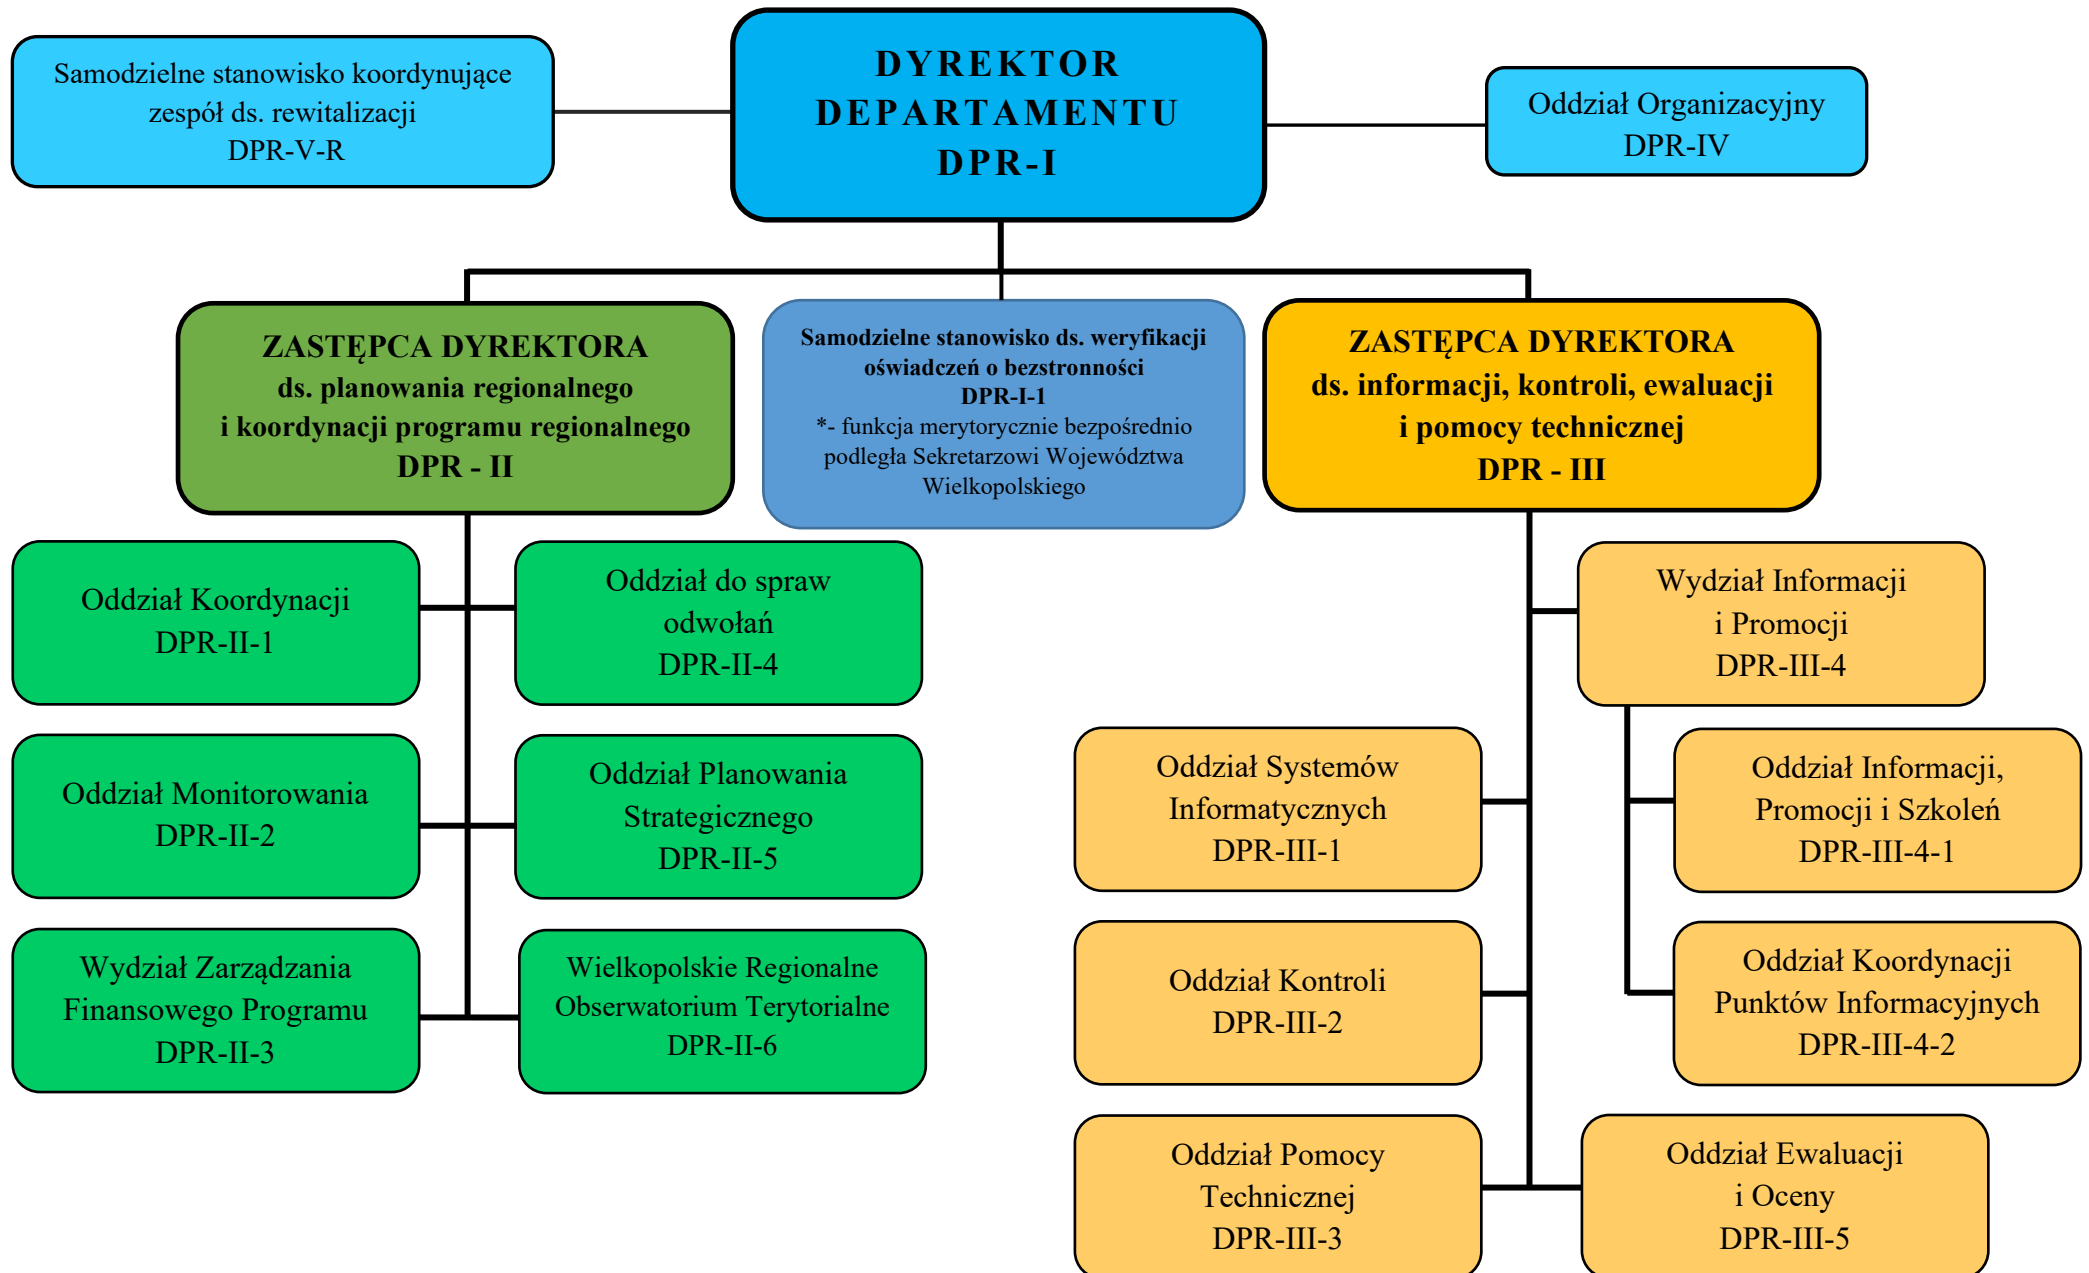 Samodzielne stanowisko koordynujące
zespół ds. rewitalizacji
DPR-V-R
DYREKTOR
DEPARTAMENTU
DPR-I
Oddział Organizacyjny
DPR-IV
ZASTĘPCA DYREKTORA
ds. planowania regionalnego
i koordynacji programu regionalnego
DPR - II
Samodzielne stanowisko ds. weryfikacji
oświadczeń o bezstronności
DPR-I-1
*- funkcja merytorycznie bezpośrednio
podległa Sekretarzowi Województwa
Wielkopolskiego
ZASTĘPCA DYREKTORA
ds. informacji, kontroli, ewaluacji
i pomocy technicznej
DPR - III
Oddział Koordynacji
DPR-II-1
Oddział do spraw
odwołań
DPR-II-4
Oddział Monitorowania
DPR-II-2
Oddział Planowania
Strategicznego
DPR-II-5
Wydział Zarządzania
Finansowego Programu
DPR-II-3
Wielkopolskie Regionalne
Obserwatorium Terytorialne
DPR-II-6
Wydział Informacji
i Promocji
DPR-III-4
Oddział Systemów
Informatycznych
DPR-III-1
Oddział Informacji,
Promocji i Szkoleń
DPR-III-4-1
Oddział Kontroli
DPR-III-2
Oddział Koordynacji
Punktów Informacyjnych
DPR-III-4-2
Oddział Pomocy
Technicznej
DPR-III-3
Oddział Ewaluacji
i Oceny
DPR-III-5